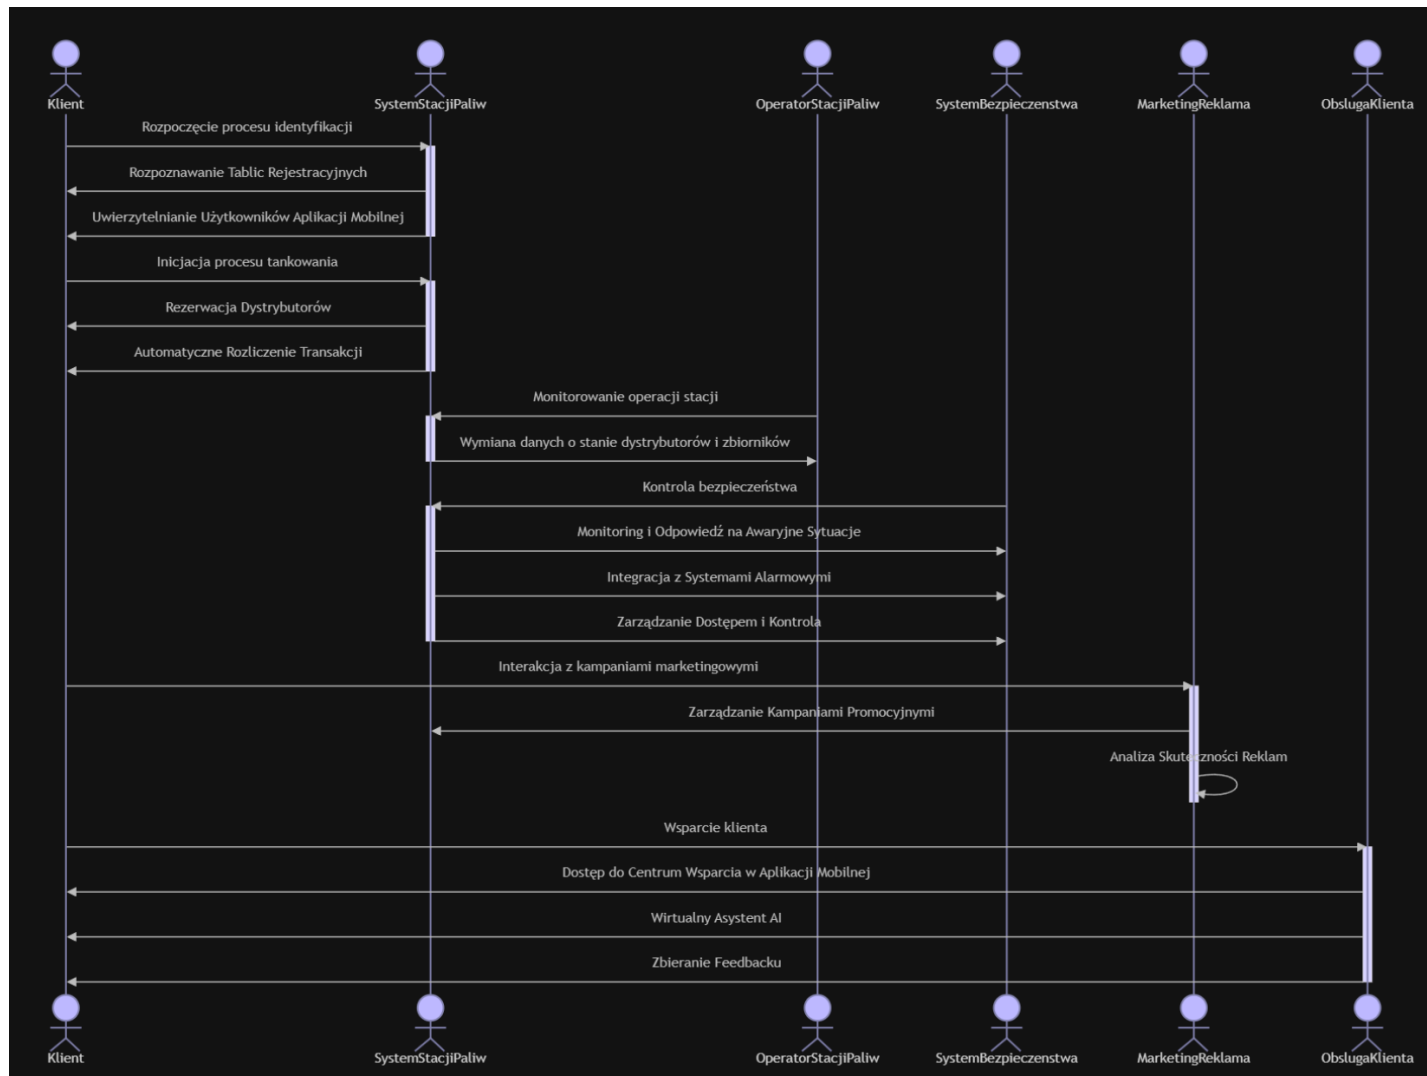 Klient
SystemStacjiPaliw
OperatorStacjiPaliw
SystemBezpieczenstwa
MarketingReklama
ObslugaKlienta
Rozpoczęcie procesu identyfikacji
Rozpoznawanie Tablic Rejestracyjnych
Uwierzytelnianie Użytkowników Aplikacji Mobilnej
Inicjacja procesu tankowania
Rezerwacja Dystrybutorów
Automatyczne Rozliczenie Transakcji
Monitorowanie operacji stacji
Wymiana danych o stanie dystrybutorów i zbiorników
Kontrola bezpieczeństwa
Monitoring i Odpowiedź na Awaryjne Sytuacje
Integracja z Systemami Alarmowymi
Zarządzanie Dostępem i Kontrola
Interakcja z kampaniami marketingowymi
Zarządzanie Kampaniami Promocyjnymi
Analiza Skuteczności Reklam
Wsparcie klienta
Dostęp do Centrum Wsparcia w Aplikacji Mobilnej
Wirtualny Asystent AI
Zbieranie Feedbacku
Klient
SystemStacjiPaliw
OperatorStacjiPaliw
SystemBezpieczenstwa
MarketingReklama
ObslugaKlienta